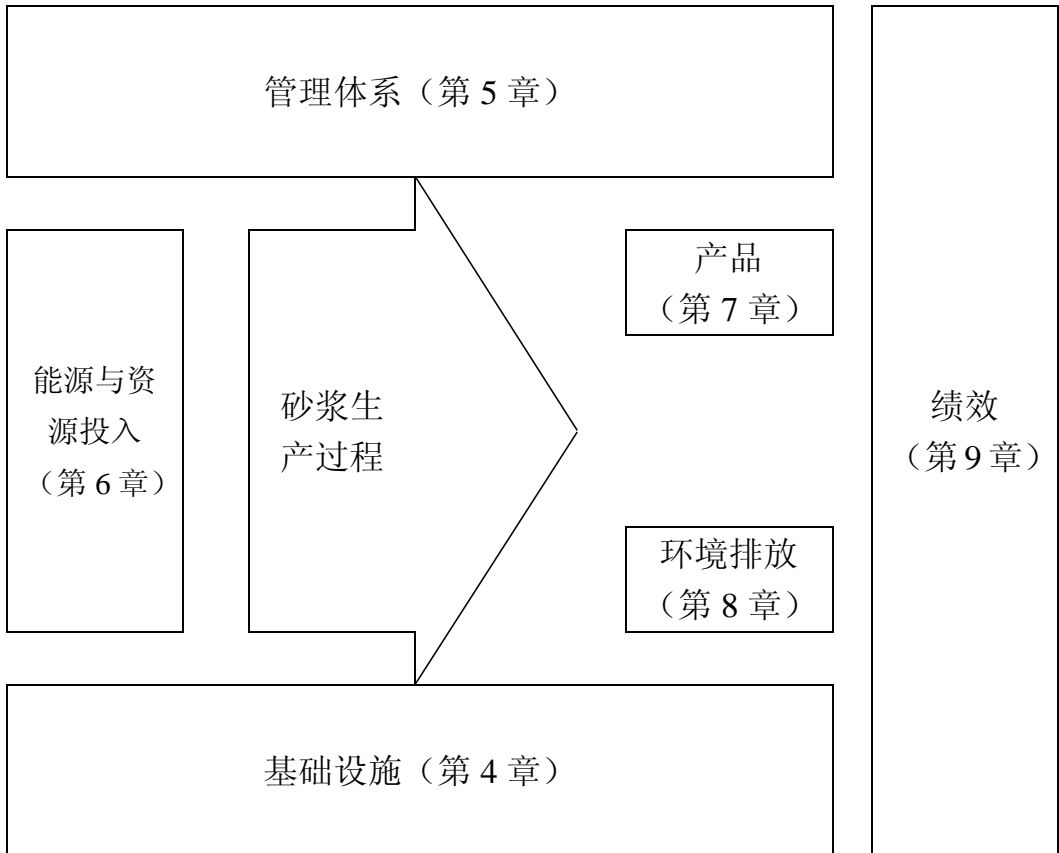 管理体系（第 5 章）
能源与资
源投入
（第 6 章）
砂浆生
产过程
产品
（第 7 章）
环境排放
（第 8 章）
绩效
（第 9 章）
基础设施（第 4 章）